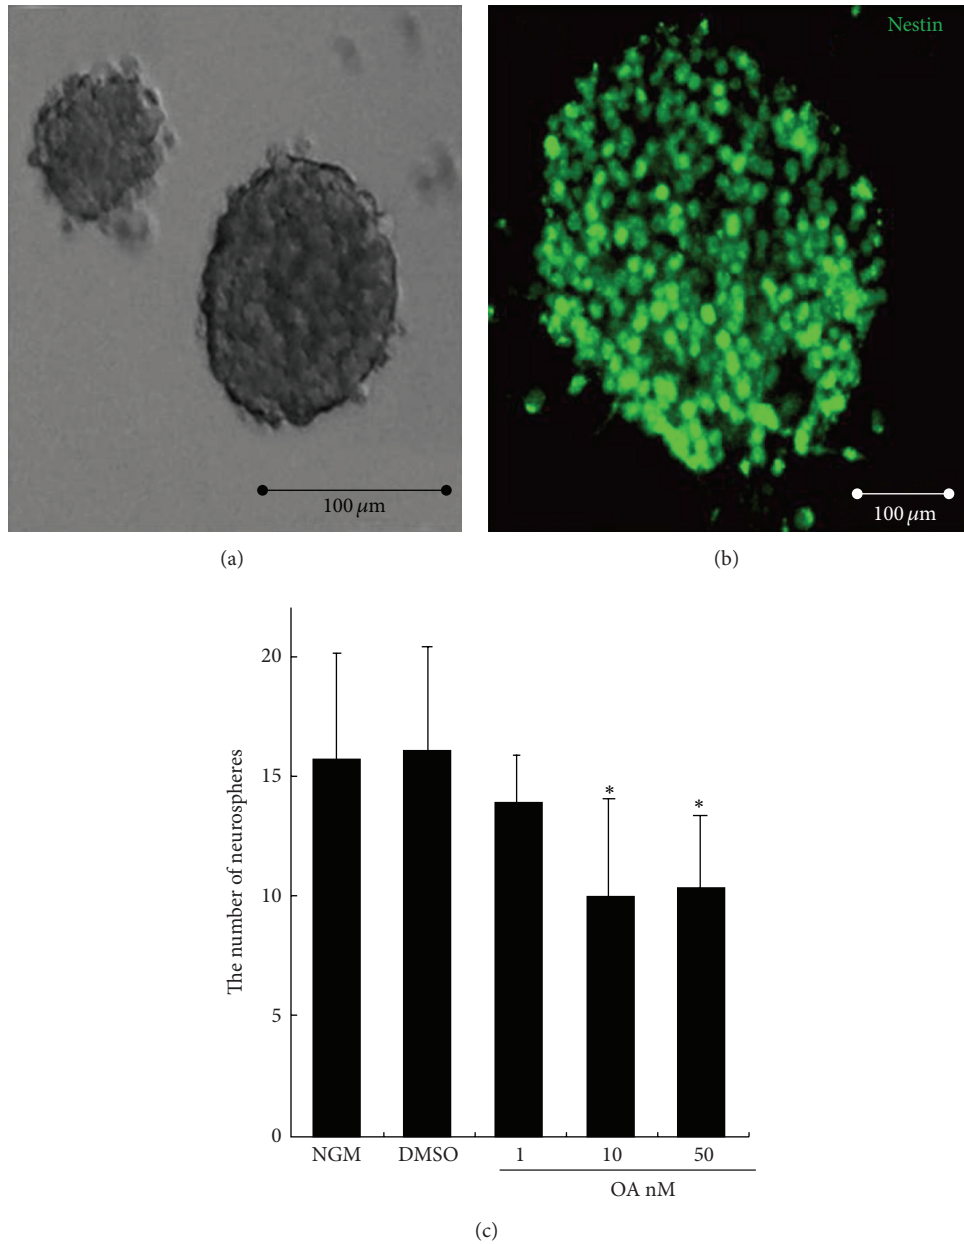 Nestin
100 μm
100 μm
(a)
(b)
The number of neurospheres
20
15
10
5
0
*
*
NGM DMSO 1 10 50
OA nM
(c)